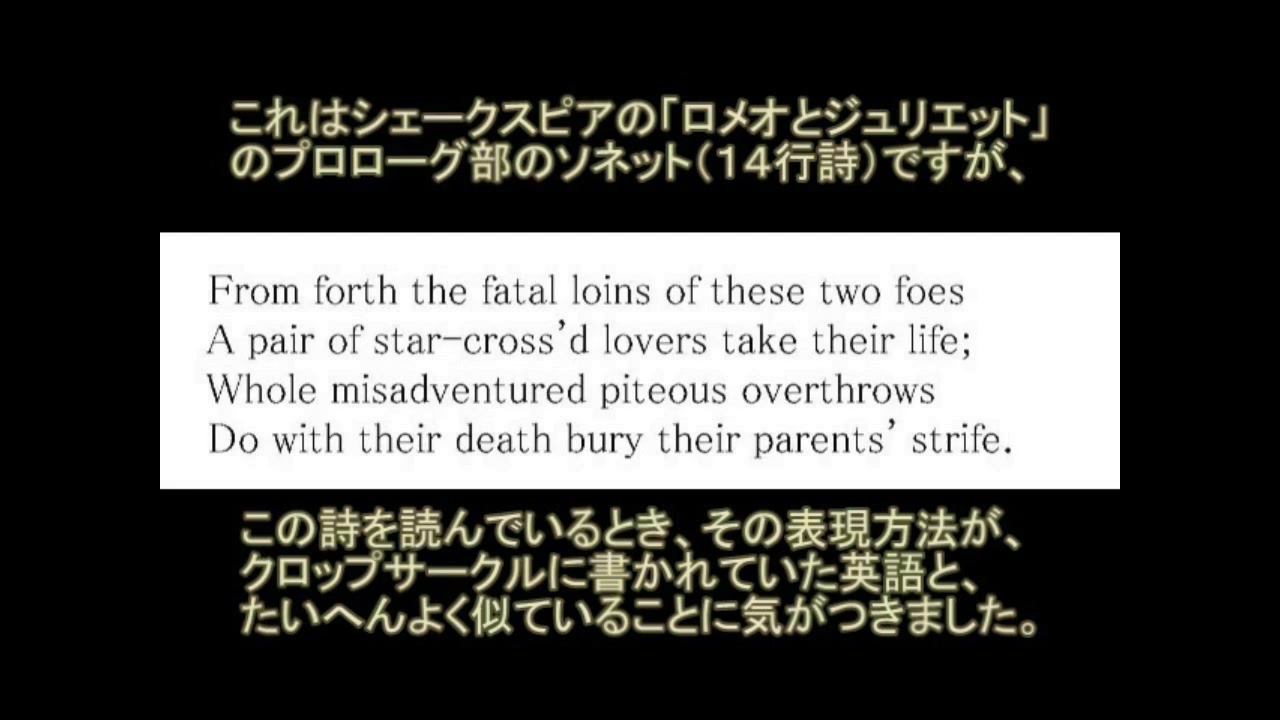 これはシェークスピアの「ロメオとジュリエット」
のプロローグ部のソネット（１４行詩）ですが、
From forth the fatal loins of these two foes
A pair of star-cross’d lovers take their life;
Whole misadventured piteous overthrows
Do with their death bury their parents’ strife.
この詩を読んでいるとき、その表現方法が、
クロップサークルに書かれていた英語と、
たいへんよく似ていることに気がつきました。